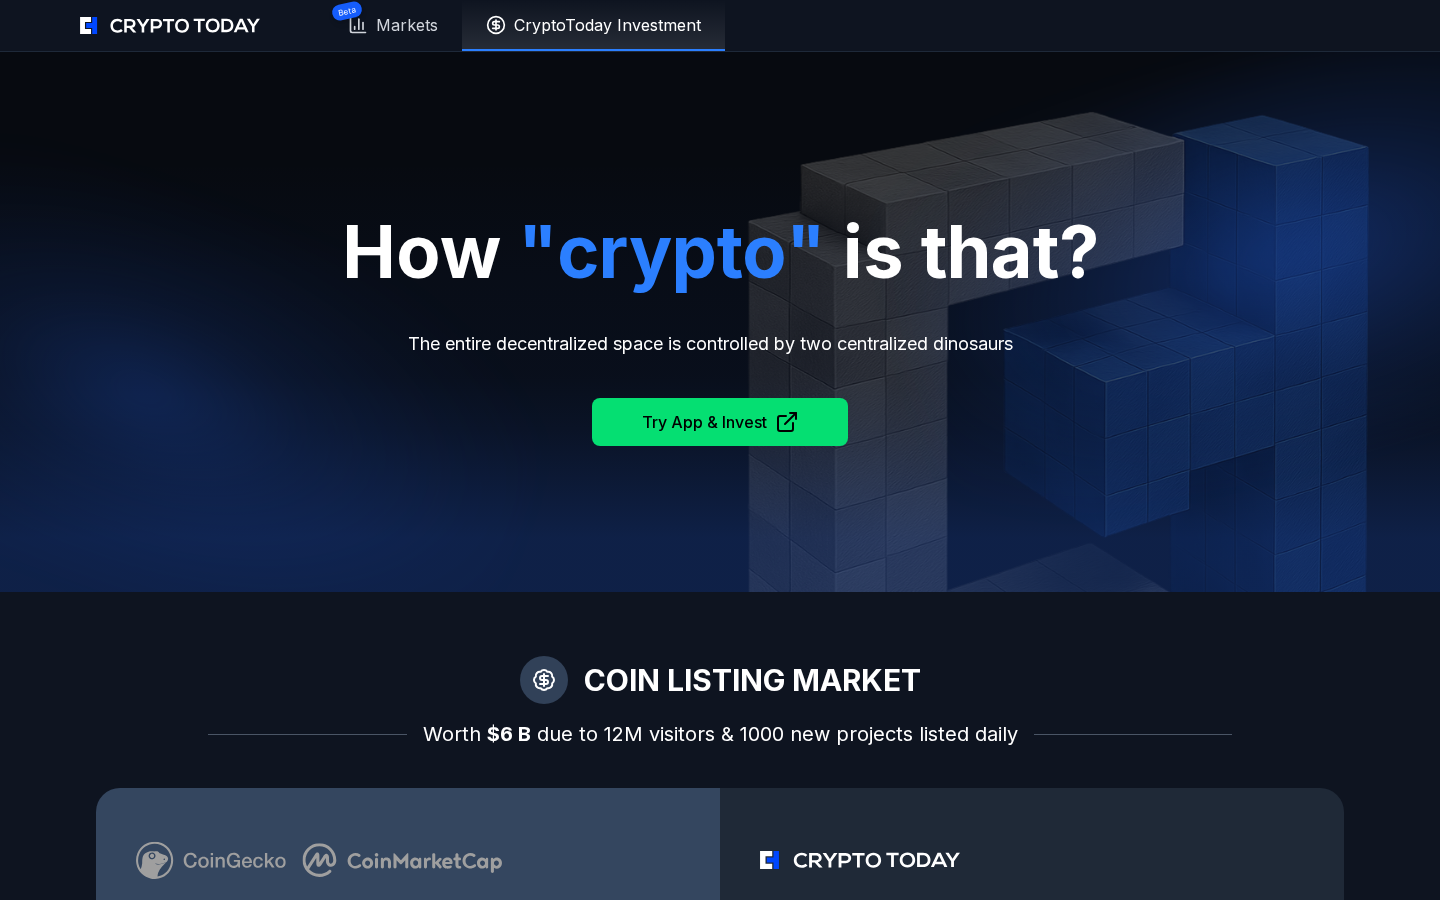 CRYPTO TODAY
Beta
Markets
CryptoToday Investment
How "crypto" is that?
The entire decentralized space is controlled by two centralized dinosaurs
Try App & Invest
COIN LISTING MARKET
Worth $6 B due to 12M visitors & 1000 new projects listed daily
CoinGecko
CoinMarketCap
CRYPTO TODAY